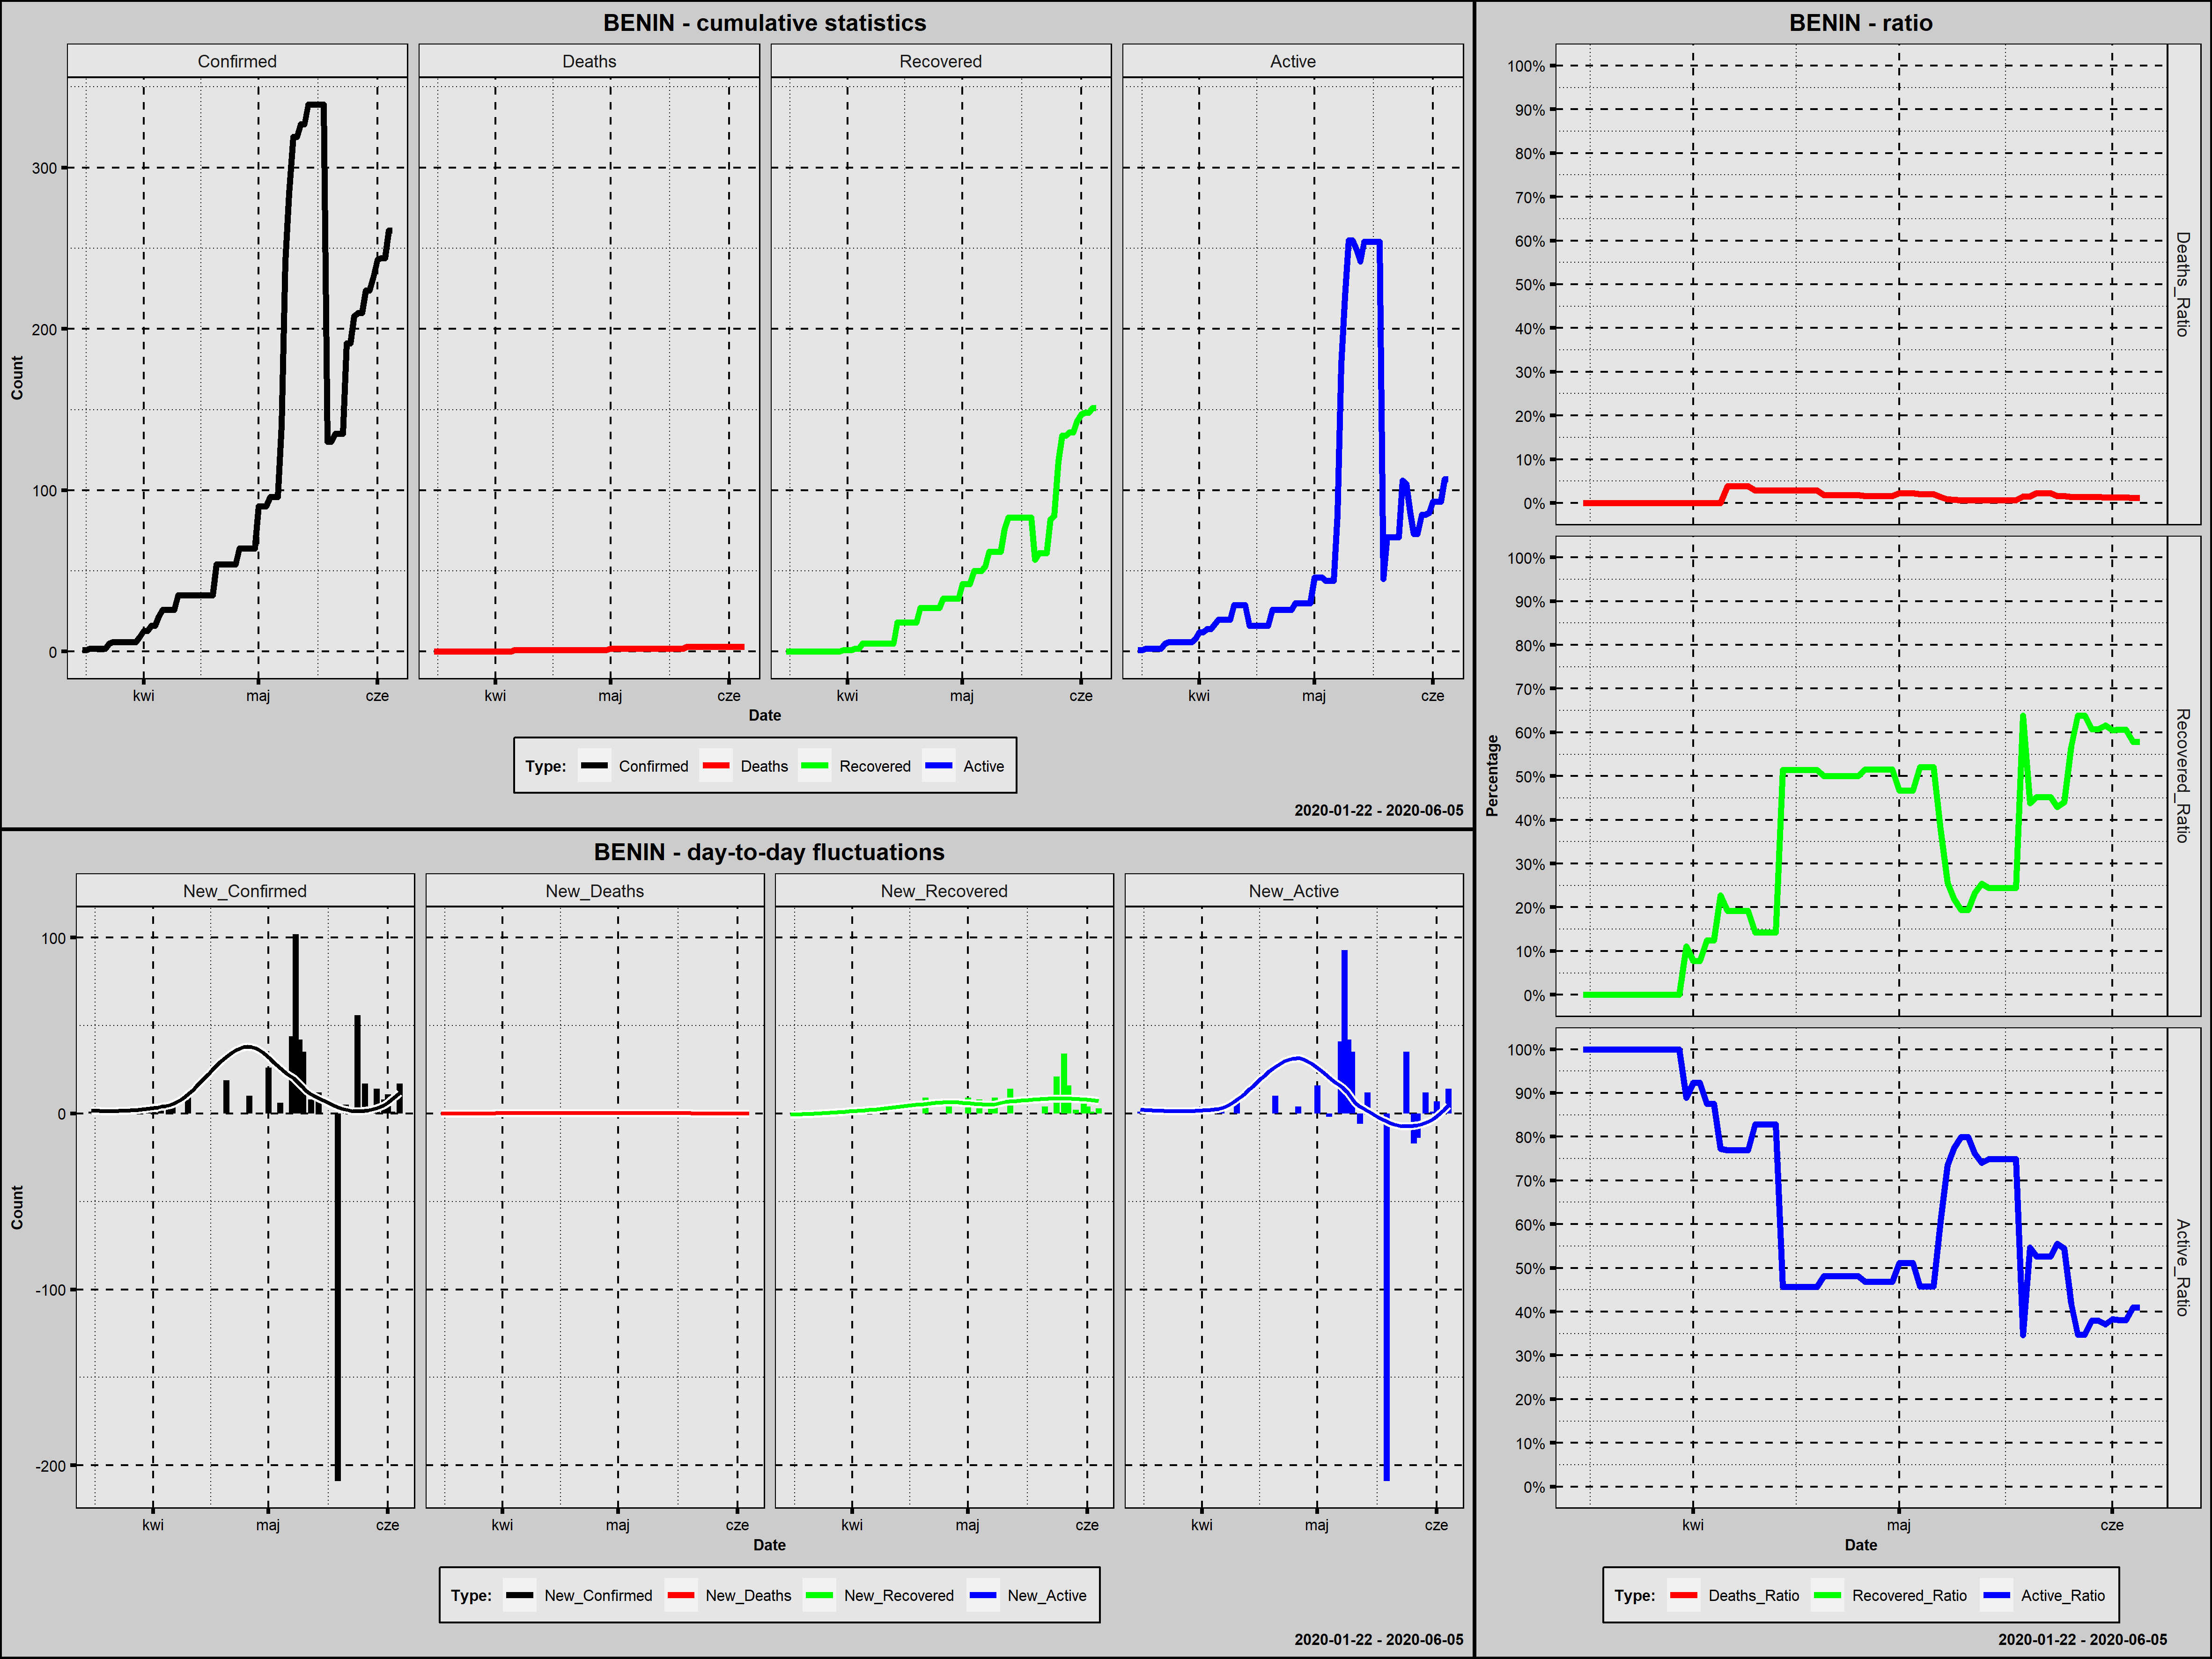 BENIN - cumulative statistics
Confirmed
Deaths
Recovered
Active
Count
300
200
100
0
kwi maj cze
kwi maj cze
kwi maj cze
kwi maj cze
Date
Type: Confirmed Deaths Recovered Active
2020-01-22 - 2020-06-05
BENIN - day-to-day fluctuations
New_Confirmed
New_Deaths
New_Recovered
New_Active
Count
100
0
-100
-200
kwi maj cze
kwi maj cze
kwi maj cze
kwi maj cze
Date
Type: New_Confirmed New_Deaths New_Recovered New_Active
2020-01-22 - 2020-06-05
BENIN - ratio
Percentage
100%
90%
80%
70%
60%
50%
40%
30%
20%
10%
0%
Deaths_Ratio
100%
90%
80%
70%
60%
50%
40%
30%
20%
10%
0%
Recovered_Ratio
100%
90%
80%
70%
60%
50%
40%
30%
20%
10%
0%
Active_Ratio
kwi maj cze
Date
Type: Deaths_Ratio Recovered_Ratio Active_Ratio
2020-01-22 - 2020-06-05